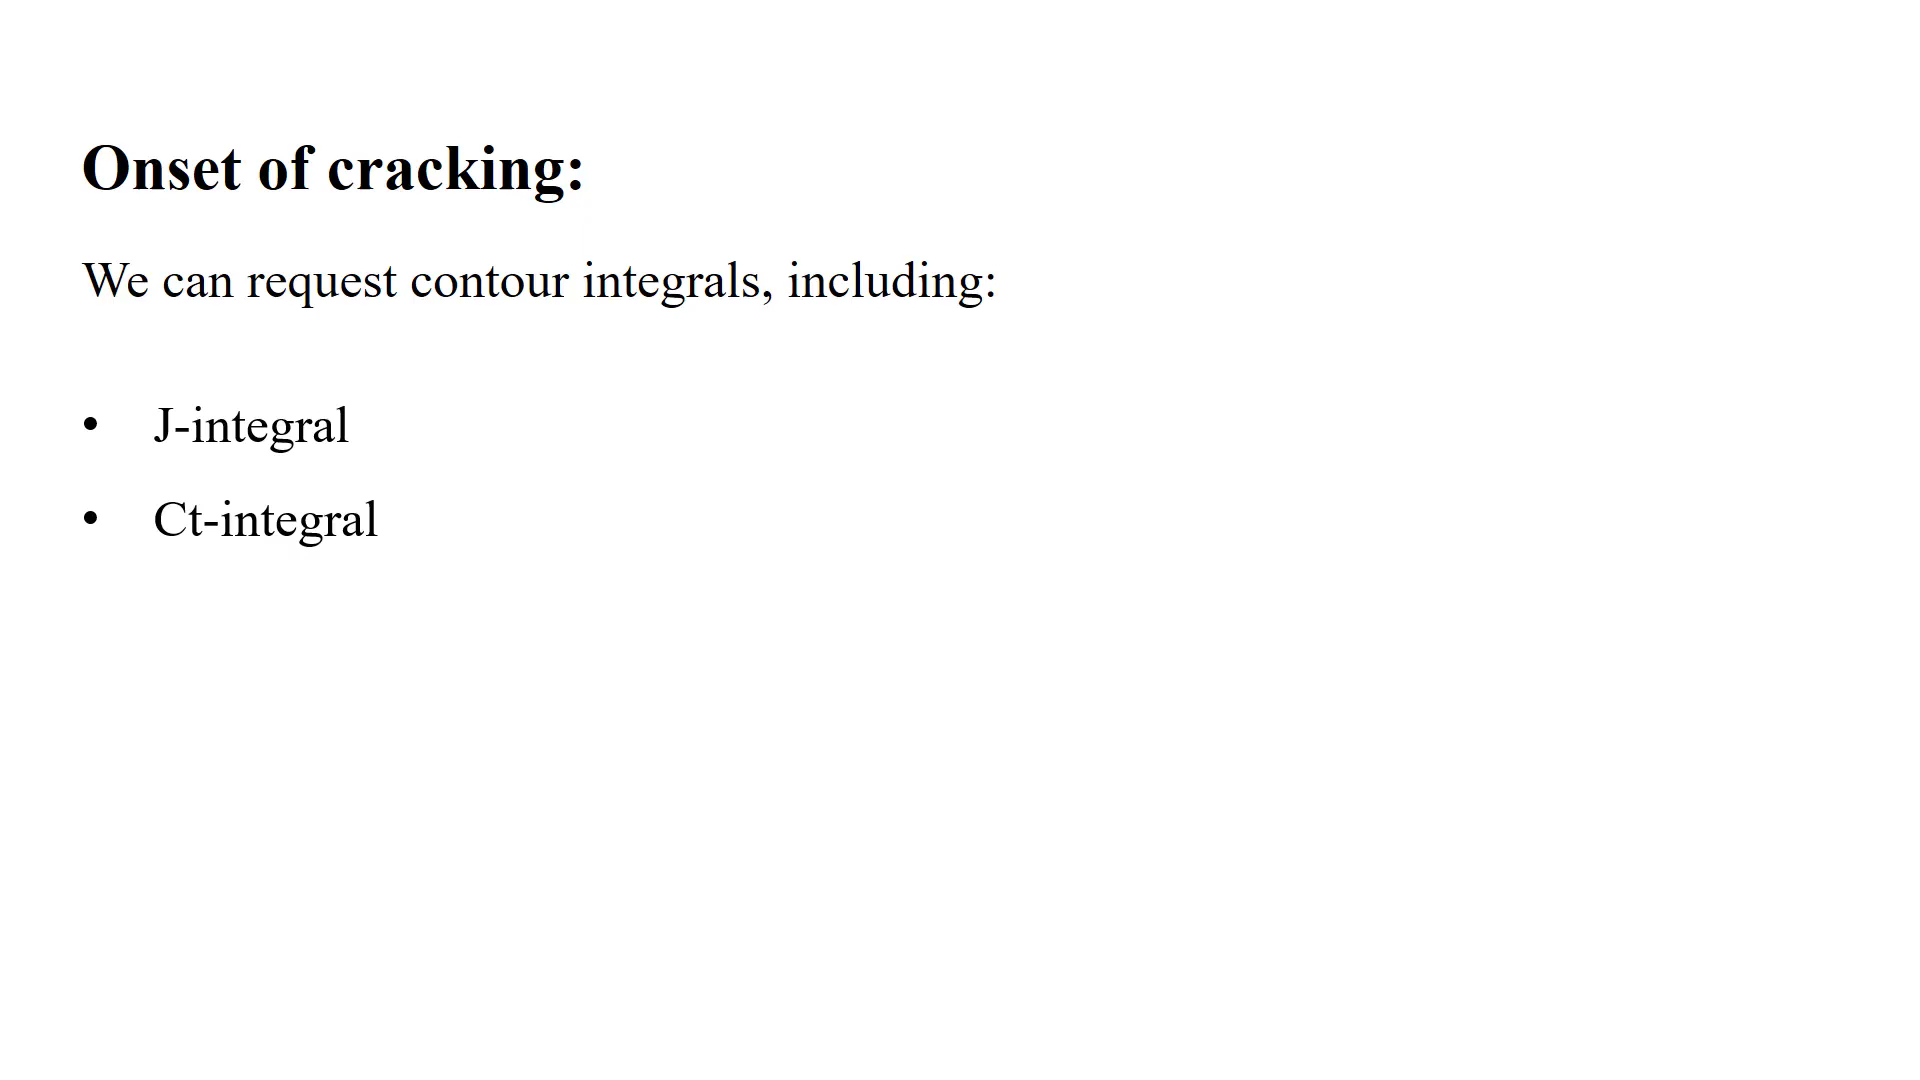 Onset of cracking:
We can request contour integrals, including:
• J-integral
• Ct-integral